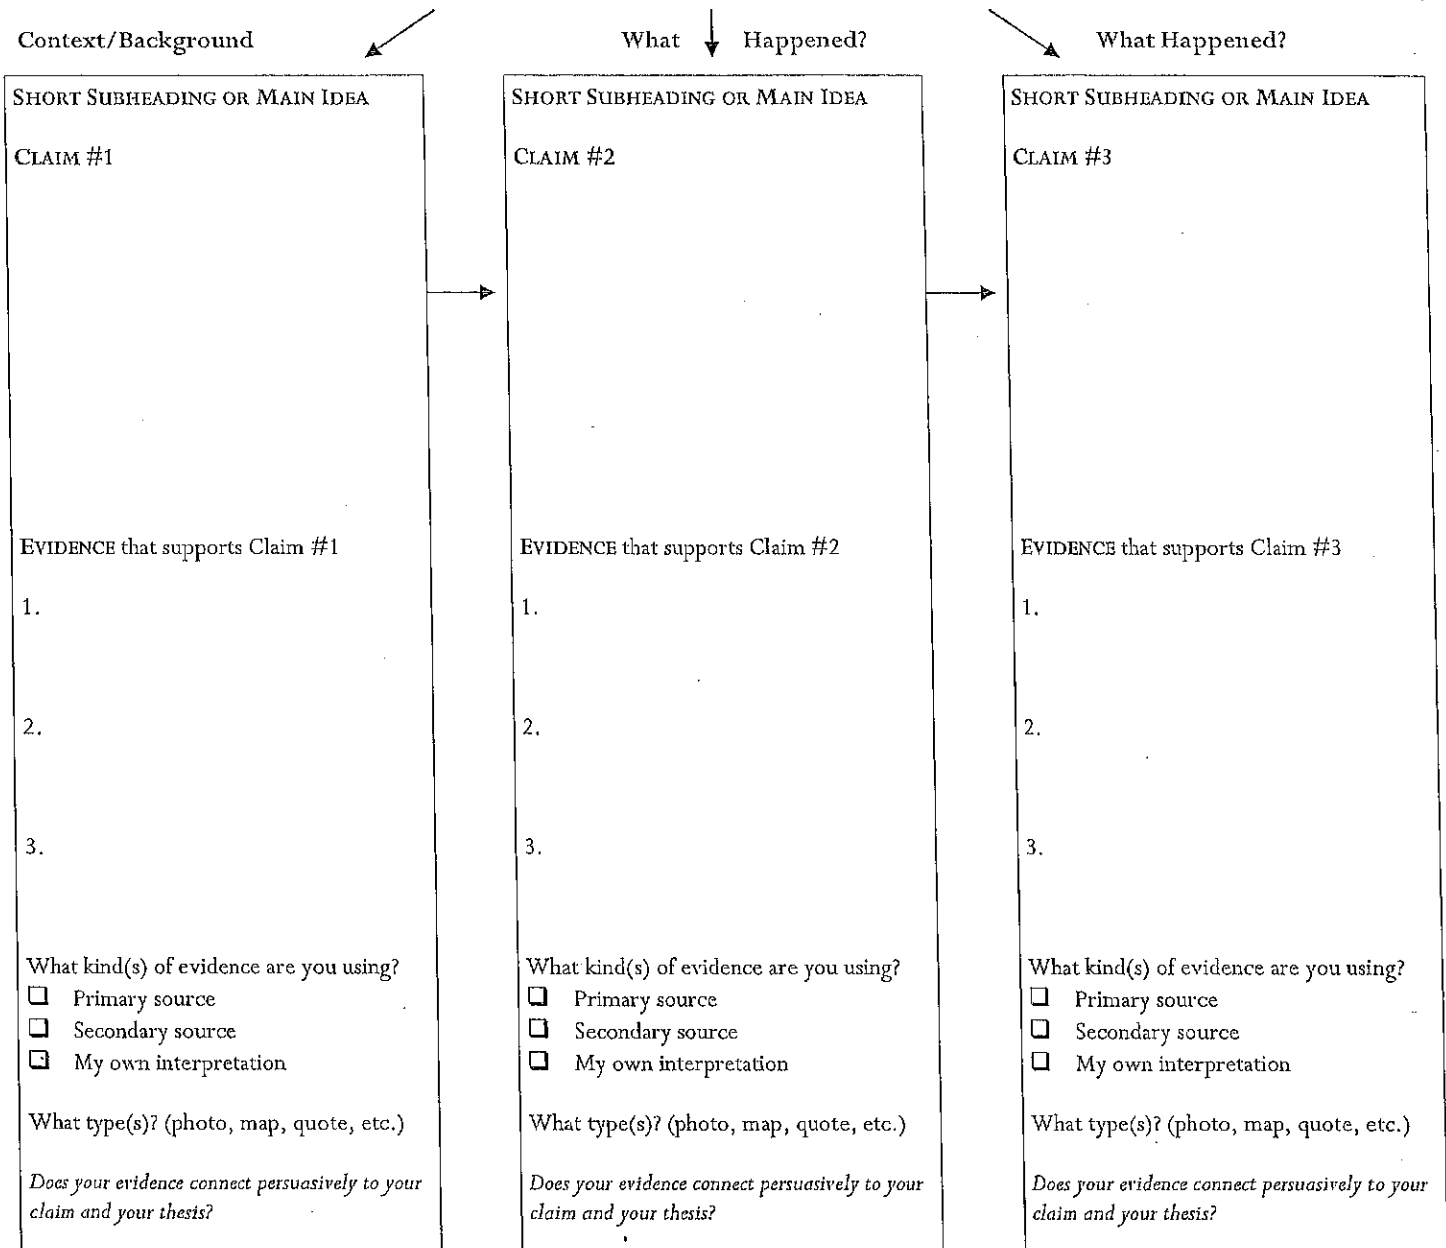 Context/Background
What Happened?
What Happened?
SHORT SUBHEADING OR MAIN IDEA
CLAIM #1
EVIDENCE that supports Claim #1
1.
2.
3.
What kind(s) of evidence are you using?
❑ Primary source
❑ Secondary source
❑ My own interpretation
What type(s)? (photo, map, quote, etc.)
Does your evidence connect persuasively to your
claim and your thesis?
SHORT SUBHEADING OR MAIN IDEA
CLAIM #2
EVIDENCE that supports Claim #2
1.
2.
3.
What kind(s) of evidence are you using?
❑ Primary source
❑ Secondary source
❑ My own interpretation
What type(s)? (photo, map, quote, etc.)
Does your evidence connect persuasively to your
claim and your thesis?
SHORT SUBHEADING OR MAIN IDEA
CLAIM #3
EVIDENCE that supports Claim #3
1.
2.
3.
What kind(s) of evidence are you using?
❑ Primary source
❑ Secondary source
❑ My own interpretation
What type(s)? (photo, map, quote, etc.)
Does your evidence connect persuasively to your
claim and your thesis?